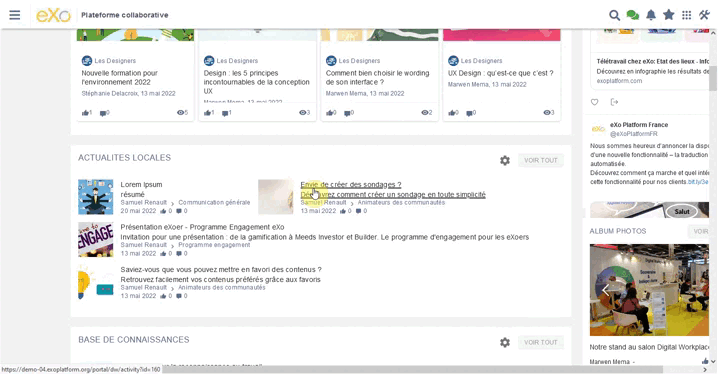 eXo
Plateforme collaborative
Les Designers
Nouvelle formation pour
l'environnement 2022
Stéphanie Delacroix, 13 mai 2022
1 0 5
Les Designers
Design : les 5 principes
incontournables de la conception
UX
Marwen Mema, 13 mai 2022
1 1 3
Les Designers
Comment bien choisir le wording
de son interface ?
Marwen Mema, 13 mai 2022
0 0 2
Les Designers
UX Design : qu'est-ce que c'est ?
Marwen Mema, 13 mai 2022
0 0 3
ACTUALITES LOCALES
VOIR TOUT
Lorem Ipsum
résumé
Samuel Renault > Communication générale
20 mai 2022 0 0
Envie de créer des sondages ?
Découvrez comment créer un sondage en toute simplicité
Samuel Renault > Animateurs des communautés
13 mai 2022 0 0
ENGAGE
Présentation eXoer - Programme Engagement eXo
Invitation pour une présentation : de la gamification à Meeds Investor et Builder. Le programme d'engagement pour les eXoers
Samuel Renault > Programme engagement
13 mai 2022 0 0
Saviez-vous que vous pouvez mettre en favori des contenus ?
Retrouvez facilement vos contenus préférés grâce aux favoris
Samuel Renault > Animateurs des communautés
13 mai 2022 0 0
BASE DE CONNAISSANCES
VOIR TOUT
Télétravail chez eXo: Etat des lieux - Info
Découvrez en infographie les résultats de
exoplatform.com
eXo Platform France
@eXoPlatformFR
Nous sommes heureux d'annoncer la dispo
d'une nouvelle fonctionnalité – la traduction
automatisée.
Découvrez comment ça marche et quel intér
cette fonctionnalité pour nos clients.bit.ly/3e
Salut
ALBUM PHOTOS
VOIR
Notre stand au salon Digital Workplac
Marwen Mema -
https://demo-04.exoplatform.org/portal/dw/activity?id=160